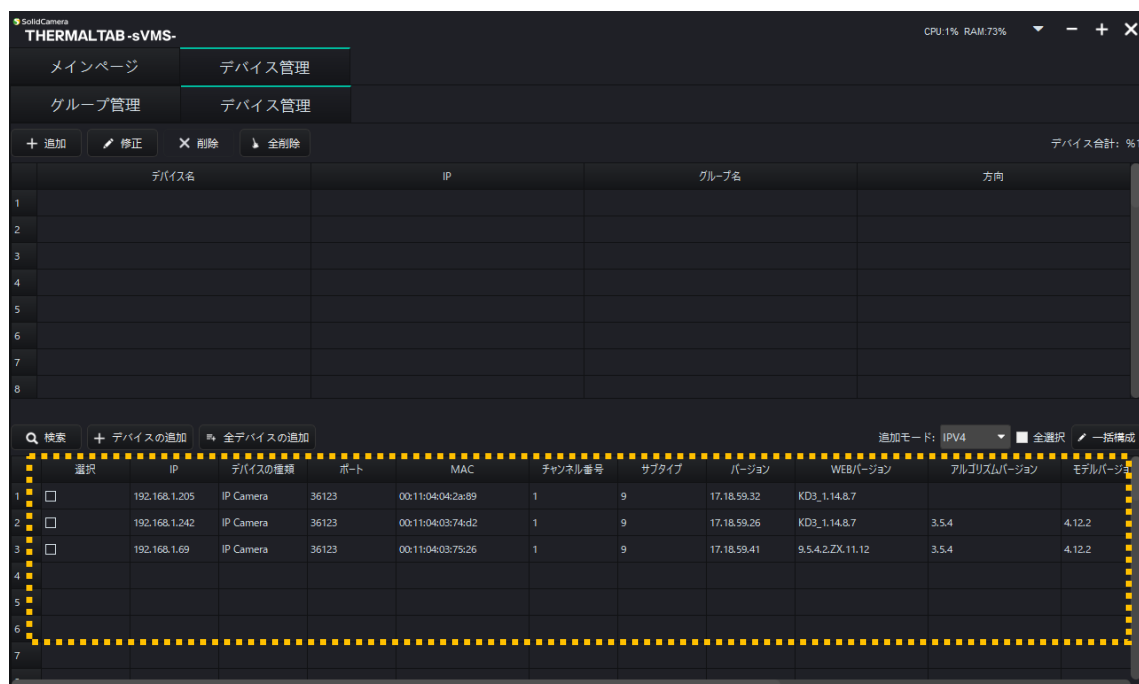 SolidCamera
THERMALTAB -sVMS-
CPU:1% RAM:73%
メインページ デバイス管理
グループ管理 デバイス管理
追加 修正 削除 全削除 デバイス合計: %1
デバイス名 IP グループ名 方向
1
2
3
4
5
6
7
8
検索 デバイスの追加 全デバイスの追加 追加モード: IPV4 全選択 一括構成
選択 IP デバイスの種類 ポート MAC チャンネル番号 サブタイプ バージョン WEBバージョン アルゴリズムバージョン モデルバージョ
1 192.168.1.205 IP Camera 36123 00:11:04:04:2a:89 1 9 17.18.59.32 KD3_1.14.8.7
2 192.168.1.242 IP Camera 36123 00:11:04:03:74:d2 1 9 17.18.59.26 KD3_1.14.8.7 3.5.4 4.12.2
3 192.168.1.69 IP Camera 36123 00:11:04:03:75:26 1 9 17.18.59.41 9.5.4.2.ZX.11.12 3.5.4 4.12.2
4
5
6
7